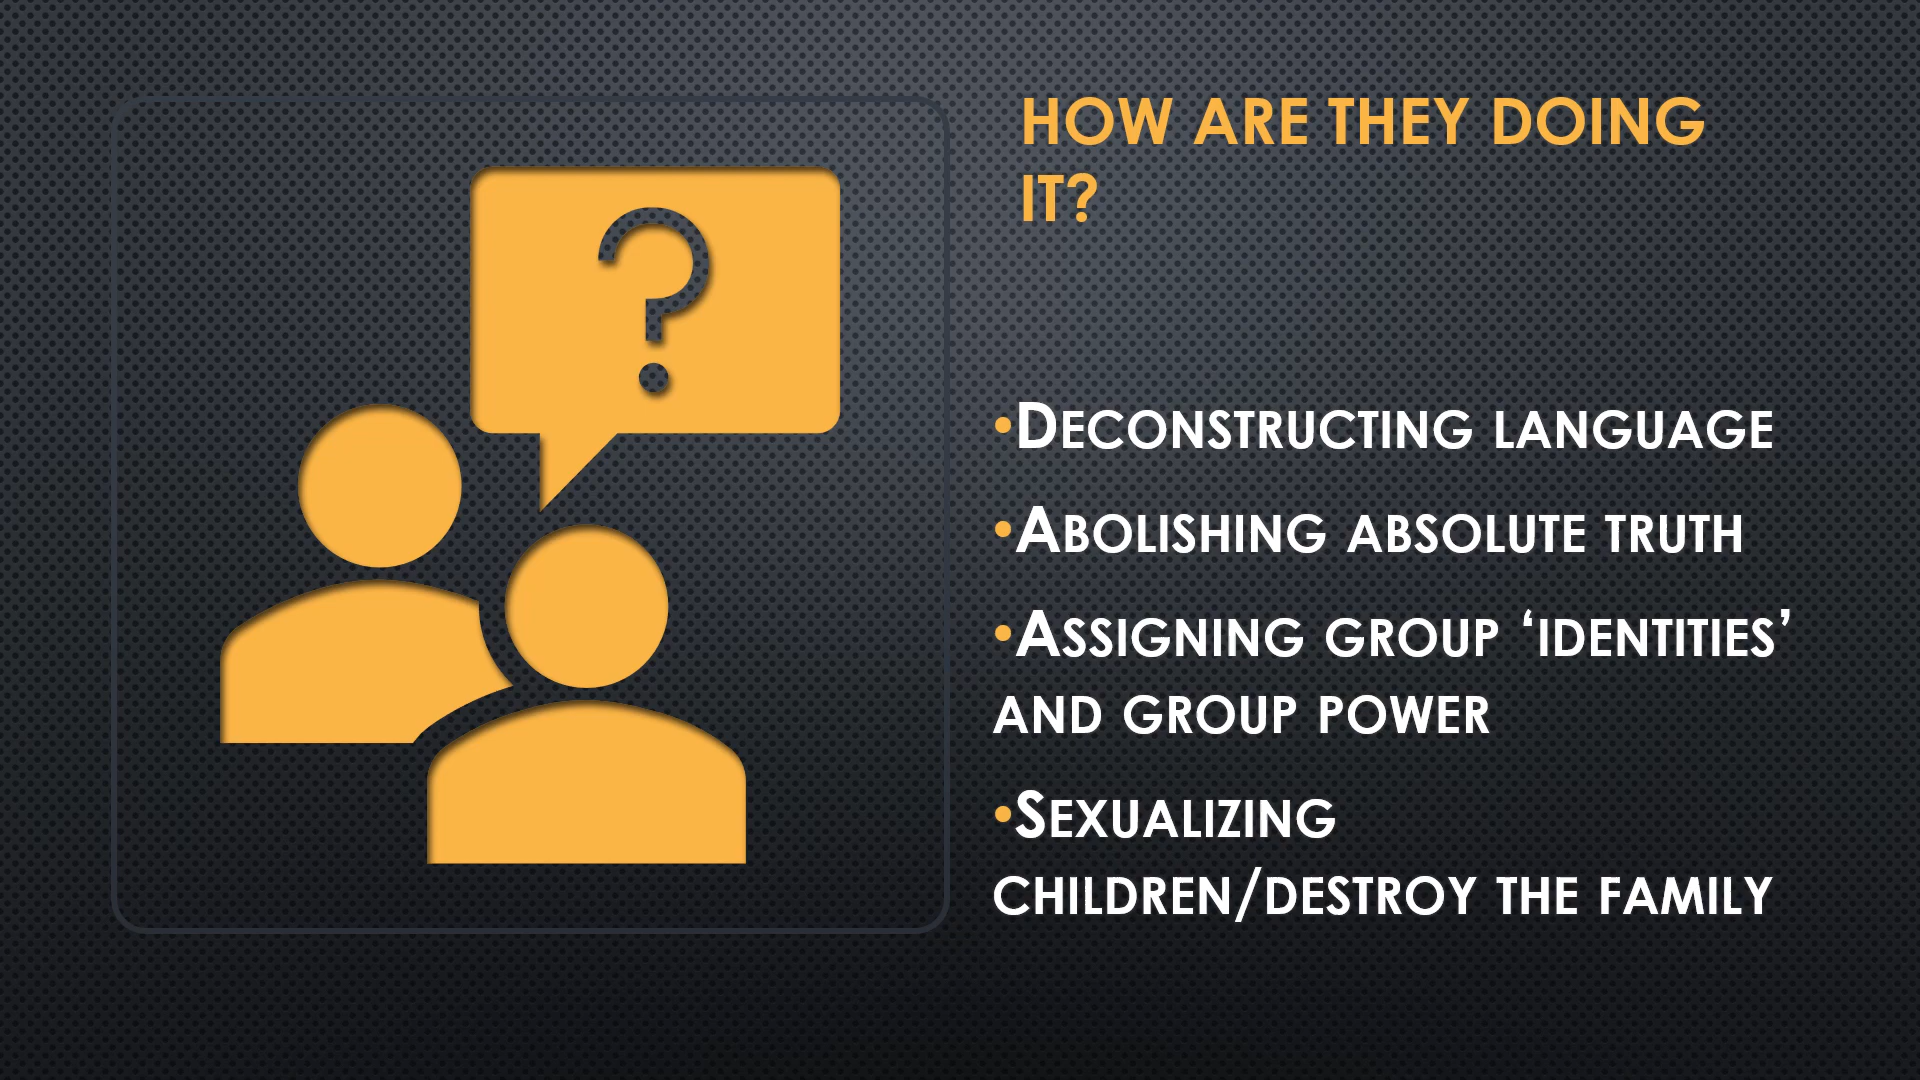 HOW ARE THEY DOING
IT?
?
•DECONSTRUCTING LANGUAGE
•ABOLISHING ABSOLUTE TRUTH
•ASSIGNING GROUP ‘IDENTITIES’
AND GROUP POWER
•SEXUALIZING
CHILDREN/DESTROY THE FAMILY